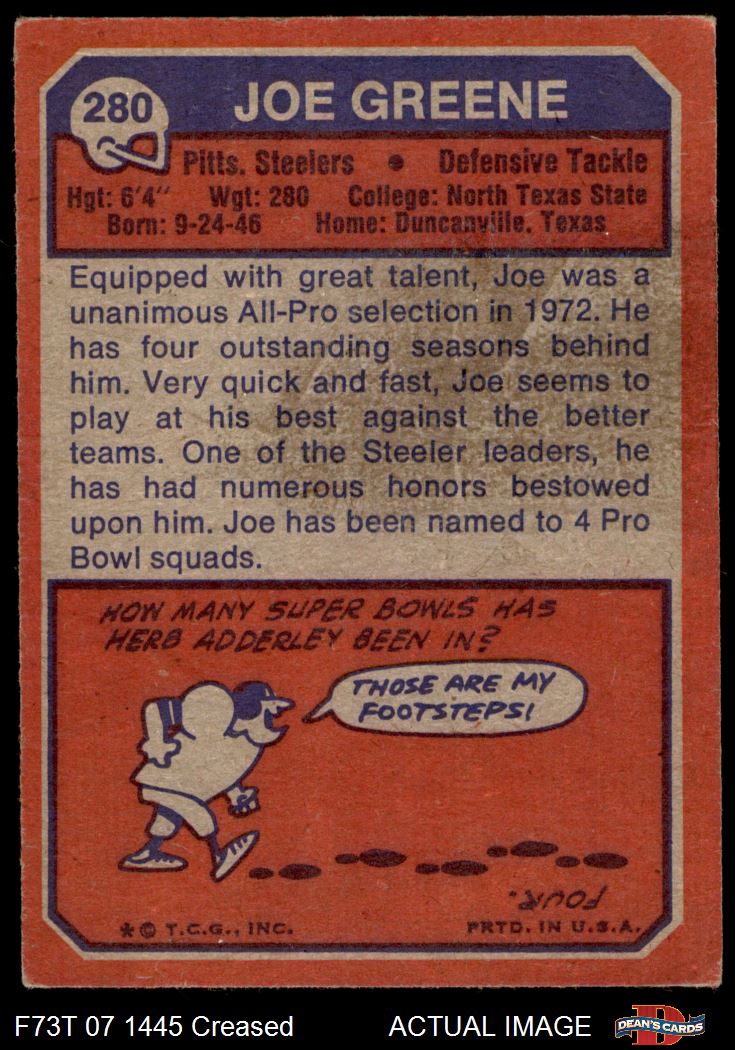 280
JOE GREENE
Pitts. Steelers • Defensive Tackle
Hgt: 6'4" Wgt: 280 College: North Texas State
Born: 9-24-46 Home: Duncanville, Texas
Equipped with great talent, Joe was a
unanimous All-Pro selection in 1972. He
has four outstanding seasons behind
him. Very quick and fast, Joe seems to
play at his best against the better
teams. One of the Steeler leaders, he
has had numerous honors bestowed
upon him. Joe has been named to 4 Pro
Bowl squads.
HOW MANY SUPER BOWLS HAS
HERB ADDERLEY BEEN IN?
THOSE ARE MY
FOOTSTEPS!
FOUR.
* © T.C.G., INC. PRTD. IN U.S.A.
F73T 07 1445 Creased ACTUAL IMAGE D DEAN'S CARDS